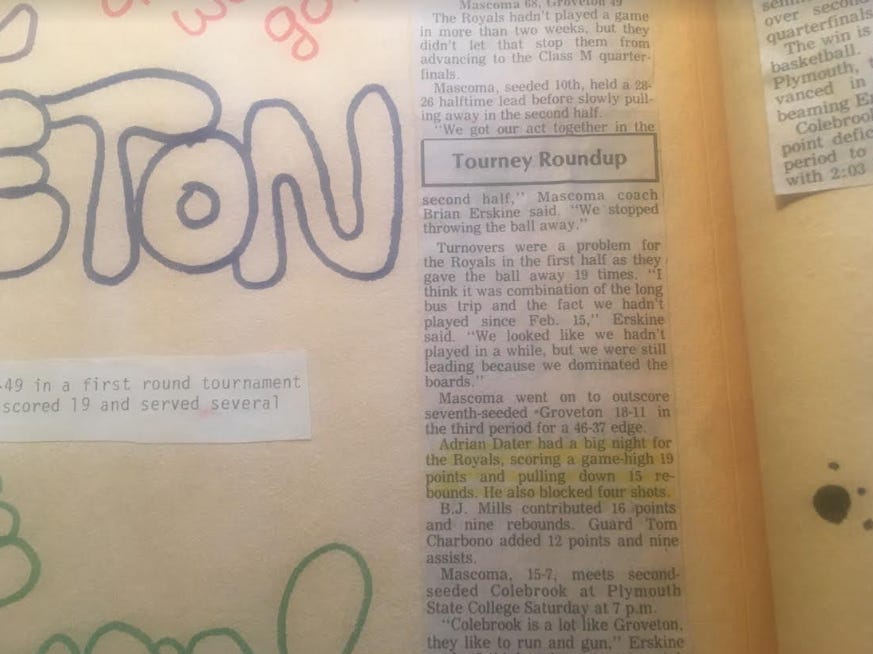 ETON
-49 in a first round tournament
scored 19 and served several
Mascoma 68, Groveton 49
The Royals hadn't played a game
in more than two weeks, but they
didn't let that stop them from
advancing to the Class M quarter-
finals.
Mascoma, seeded 10th, held a 28-
26 halftime lead before slowly pull-
ing away in the second half.
"We got our act together in the
Tourney Roundup
second half," Mascoma coach
Brian Erskine said. "We stopped
throwing the ball away."
Turnovers were a problem for
the Royals in the first half as they
gave the ball away 19 times. "I
think it was combination of the long
bus trip and the fact we hadn't
played since Feb. 15," Erskine
said. "We looked like we hadn't
played in a while, but we were still
leading because we dominated the
boards."
Mascoma went on to outscore
seventh-seeded Groveton 18-11 in
the third period for a 46-37 edge.
Adrian Dater had a big night for
the Royals, scoring a game-high 19
points and pulling down 15 re-
bounds. He also blocked four shots.
B.J. Mills contributed 16 points
and nine rebounds. Guard Tom
Charbono added 12 points and nine
assists.
Mascoma, 15-7, meets second-
seeded Colebrook at Plymouth
State College Saturday at 7 p.m.
"Colebrook is a lot like Groveton,
they like to run and gun," Erskine
over secon
quarterfinals
The win is
basketball.
Plymouth, t
vanced in
beaming E
Colebrook
point defic
period to
with 2:03